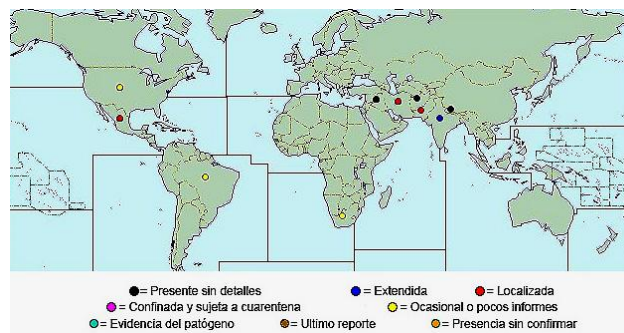 = Presente sin detalles = Extendida = Localizada
= Confinada y sujeta a cuarentena = Ocasional o pocos informes
= Evidencia del patógeno = Ultimo reporte = Presencia sin confirmar